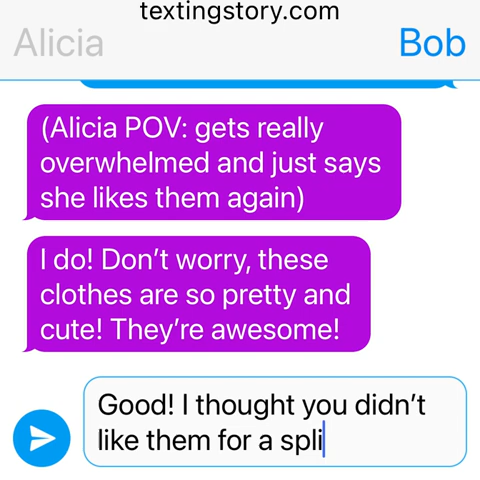 textingstory.com
Alicia
Bob
(Alicia POV: gets really
overwhelmed and just says
she likes them again)
I do! Don’t worry, these
clothes are so pretty and
cute! They’re awesome!
Good! I thought you didn’t
like them for a spli